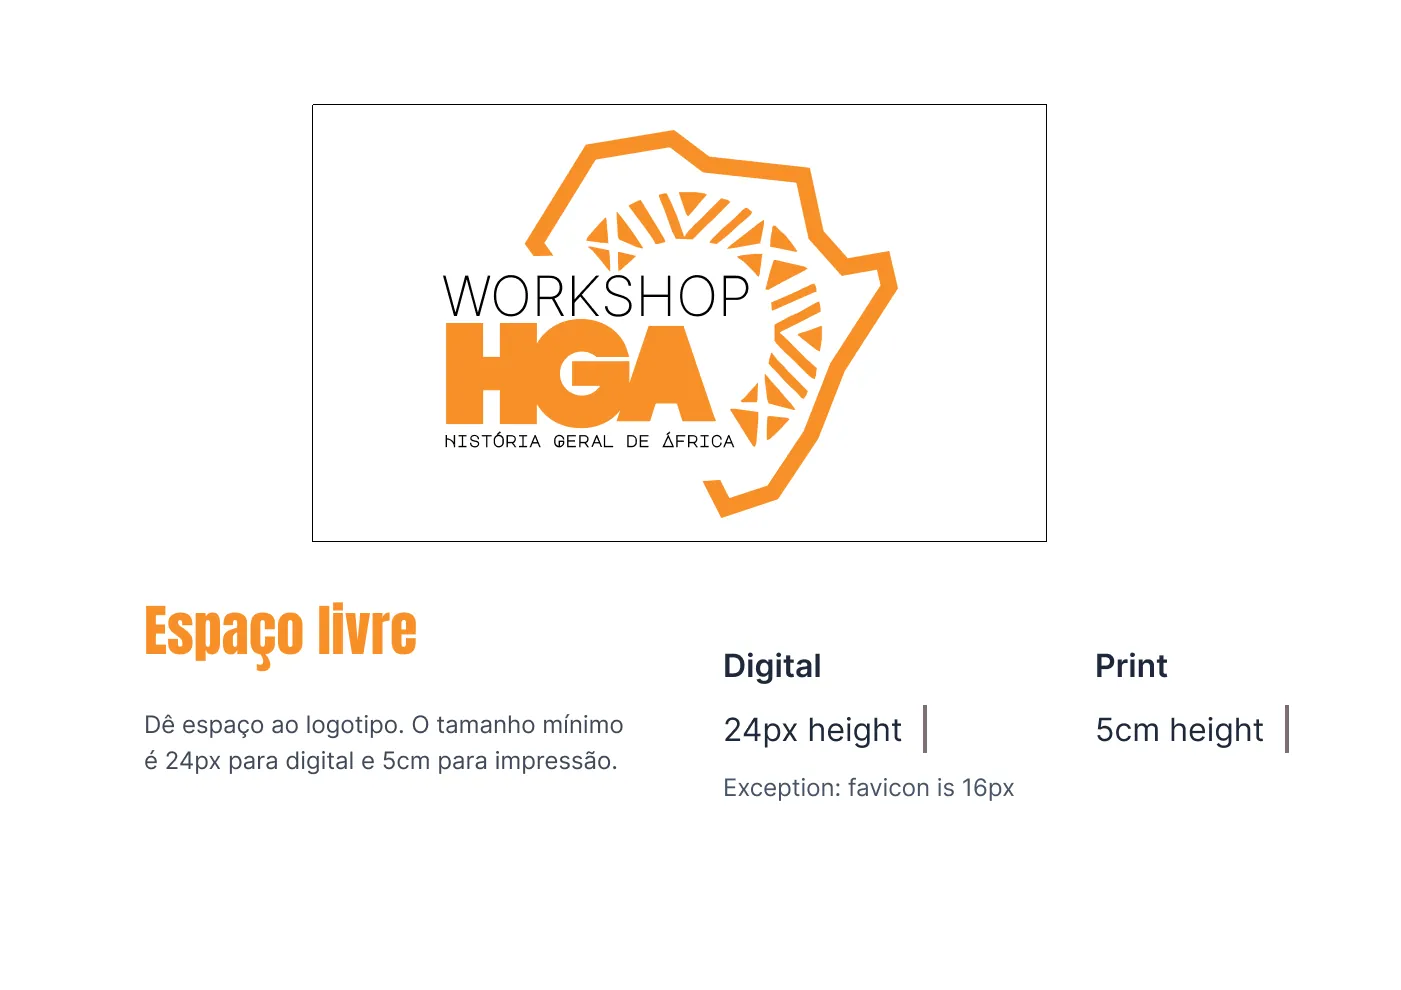 WORKSHOP
HGA
HISTÓRIA GERAL DE ÁFRICA
Espaço livre
Dê espaço ao logotipo. O tamanho mínimo
é 24px para digital e 5cm para impressão.
Digital
24px height
Exception: favicon is 16px
Print
5cm height